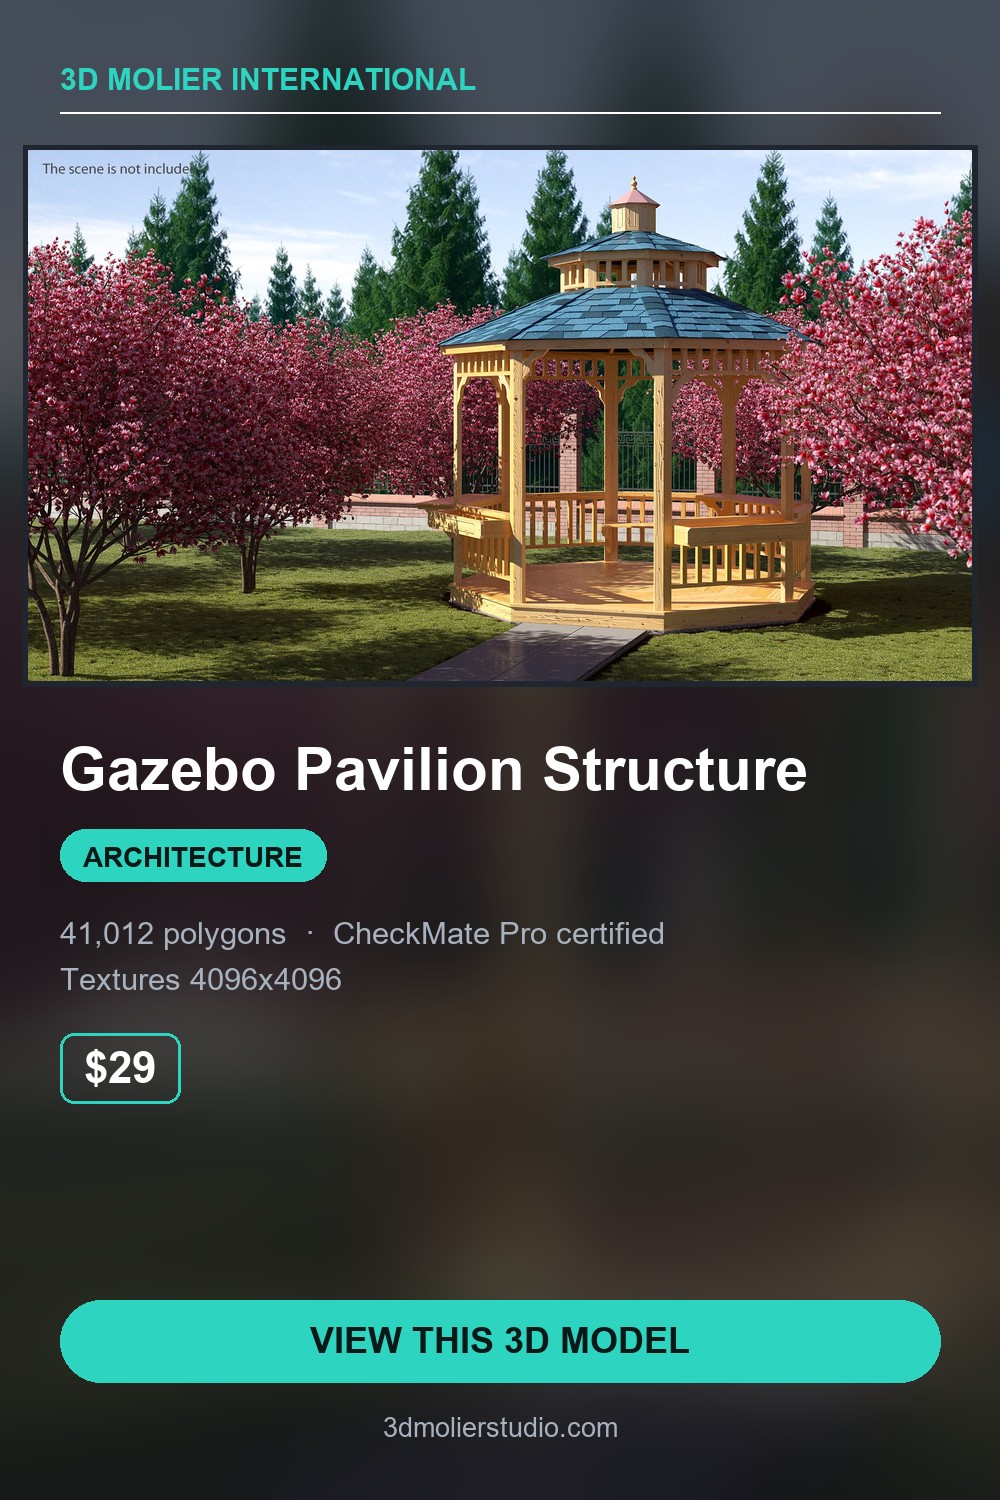 3D MOLIER INTERNATIONAL
The scene is not include
Gazebo Pavilion Structure
ARCHITECTURE
41,012 polygons · CheckMate Pro certified
Textures 4096x4096
$29
VIEW THIS 3D MODEL
3dmolierstudio.com